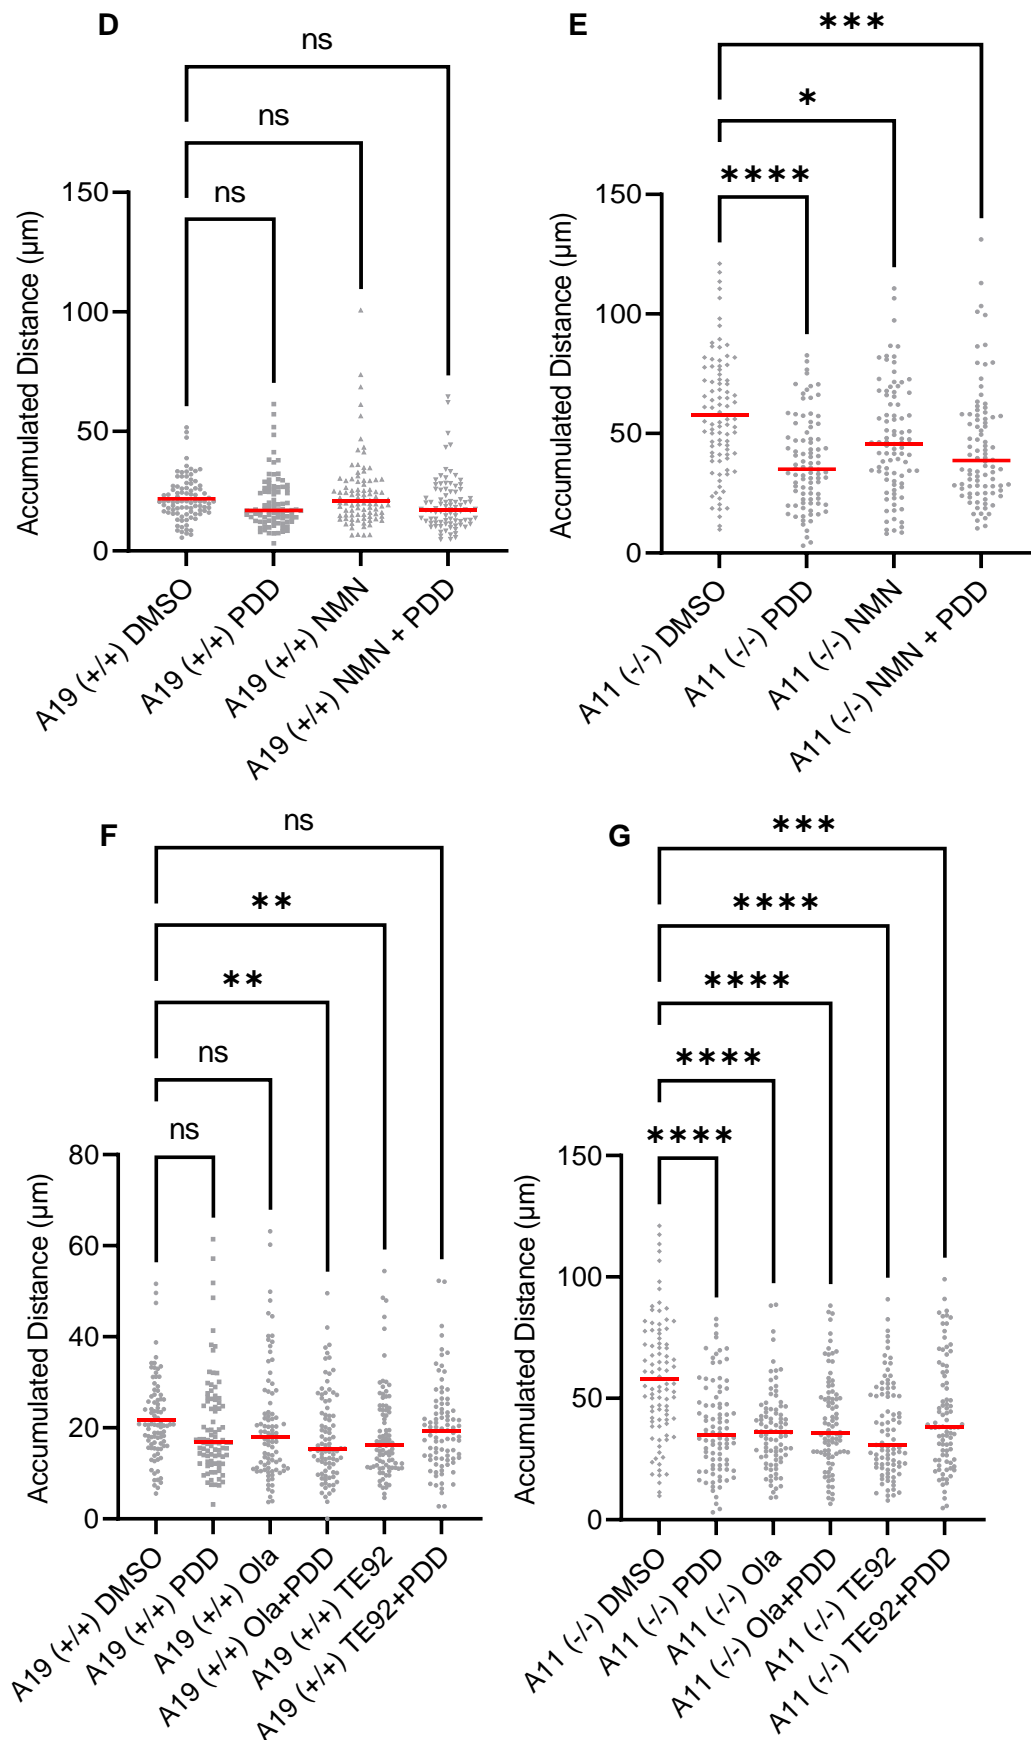 D
ns
ns
ns
150
100
50
0
Accumulated Distance (µm)
A19 (+/+) DMSO
A19 (+/+) PDD
A19 (+/+) NMN
A19 (+/+) NMN + PDD
E
***
*
****
150
100
50
0
Accumulated Distance (µm)
A11 (-/-) DMSO
A11 (-/-) PDD
A11 (-/-) NMN
A11 (-/-) NMN + PDD
F
ns
**
**
ns
ns
80
60
40
20
0
Accumulated Distance (µm)
A19 (+/+) DMSO
A19 (+/+) PDD
A19 (+/+) Ola
A19 (+/+) Ola+PDD
A19 (+/+) TE92
A19 (+/+) TE92+PDD
G
***
****
****
****
****
150
100
50
0
Accumulated Distance (µm)
A11 (-/-) DMSO
A11 (-/-) PDD
A11 (-/-) Ola
A11 (-/-) Ola+PDD
A11 (-/-) TE92
A11 (-/-) TE92+PDD